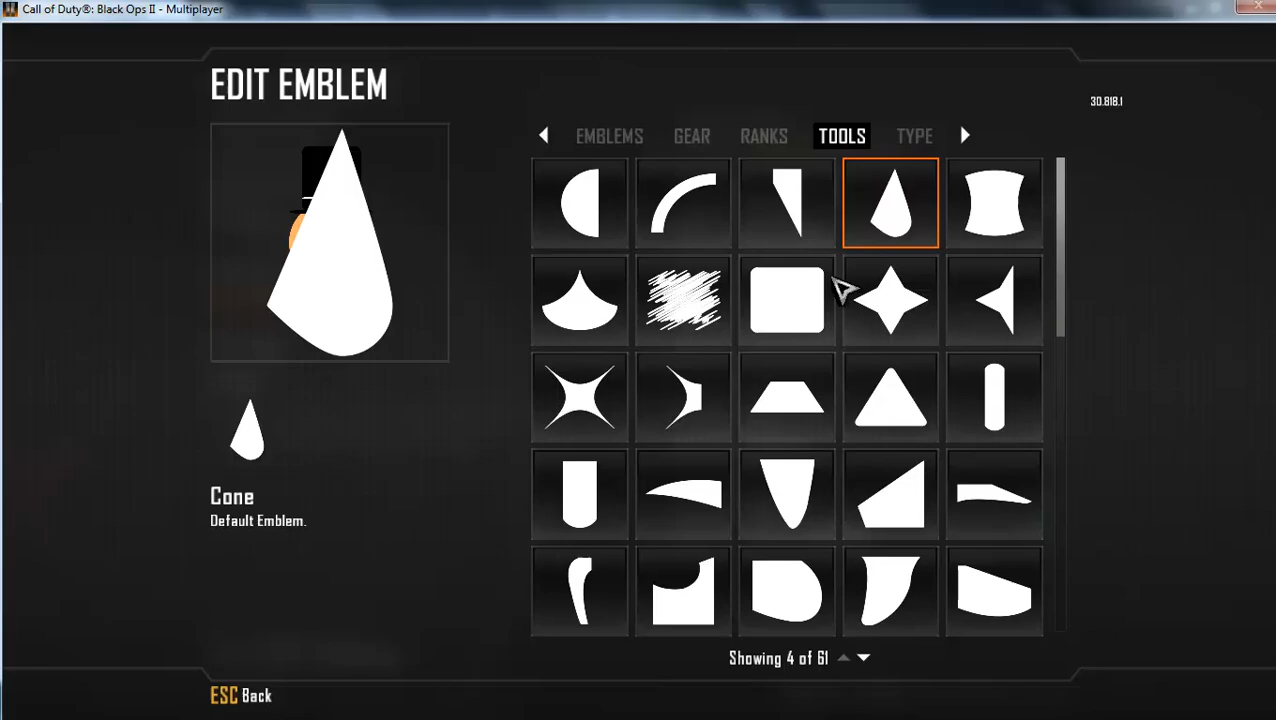 Call of Duty®: Black Ops II - Multiplayer
EDIT EMBLEM
30.818.1
EMBLEMS GEAR RANKS TOOLS TYPE
Cone
Default Emblem.
Showing 4 of 61
ESC Back